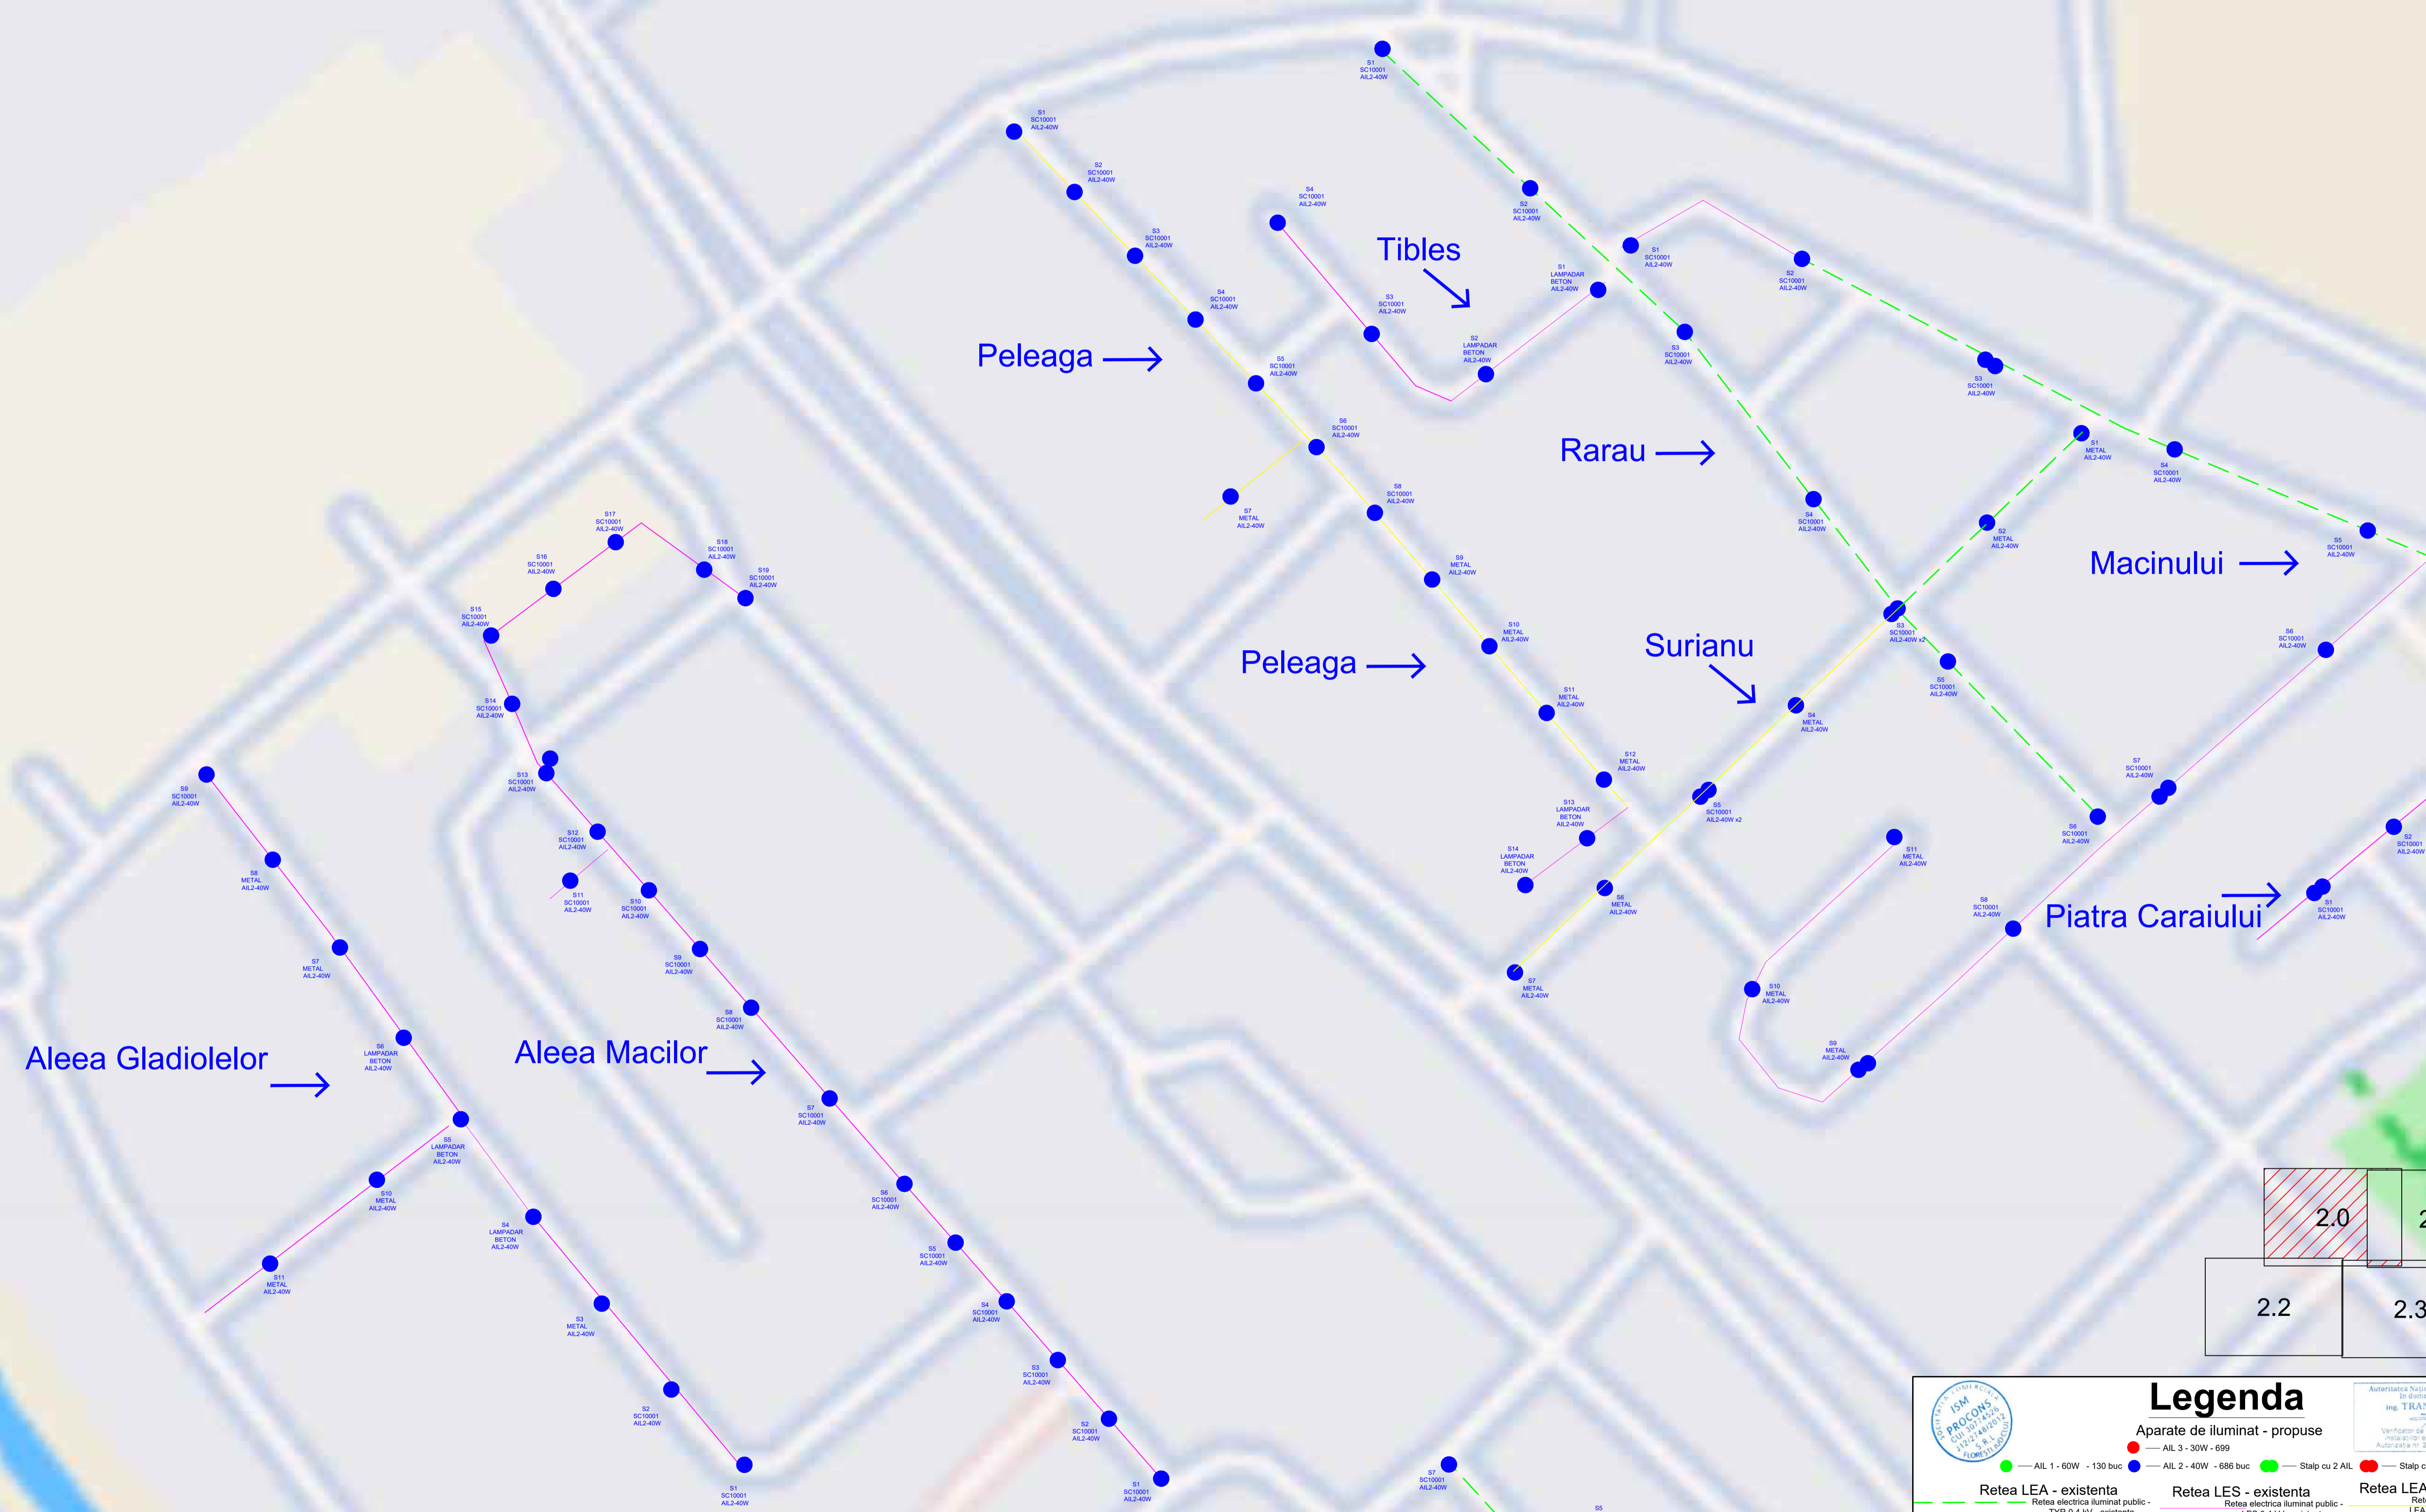 S1
SC10001
AIL2-40W
S1
SC10001
AIL2-40W
S2
SC10001
AIL2-40W
S3
SC10001
AIL2-40W
S4
SC10001
AIL2-40W
S5
SC10001
AIL2-40W
S6
SC10001
AIL2-40W
S7
METAL
AIL2-40W
S8
SC10001
AIL2-40W
S9
METAL
AIL2-40W
S10
METAL
AIL2-40W
S11
METAL
AIL2-40W
S12
METAL
AIL2-40W
S13
LAMPADAR
BETON
AIL2-40W
S14
LAMPADAR
BETON
AIL2-40W
Peleaga
Peleaga
S4
SC10001
AIL2-40W
S3
SC10001
AIL2-40W
Tibles
S2
LAMPADAR
BETON
AIL2-40W
S1
LAMPADAR
BETON
AIL2-40W
S2
SC10001
AIL2-40W
S3
SC10001
AIL2-40W
S4
SC10001
AIL2-40W
Rarau
S3
SC10001
AIL2-40W x2
S5
SC10001
AIL2-40W
S6
SC10001
AIL2-40W
S1
SC10001
AIL2-40W
S2
SC10001
AIL2-40W
S3
SC10001
AIL2-40W
S4
SC10001
AIL2-40W
S5
SC10001
AIL2-40W
Macinului
S6
SC10001
AIL2-40W
S7
SC10001
AIL2-40W
S8
SC10001
AIL2-40W
S9
METAL
AIL2-40W
S10
METAL
AIL2-40W
S11
METAL
AIL2-40W
S1
METAL
AIL2-40W
S2
METAL
AIL2-40W
Surianu
S4
METAL
AIL2-40W
S5
SC10001
AIL2-40W x2
S6
METAL
AIL2-40W
S7
METAL
AIL2-40W
S2
SC10001
AIL2-40W
S1
SC10001
AIL2-40W
Piatra Caraiului
S17
SC10001
AIL2-40W
S16
SC10001
AIL2-40W
S18
SC10001
AIL2-40W
S19
SC10001
AIL2-40W
S15
SC10001
AIL2-40W
S14
SC10001
AIL2-40W
S13
SC10001
AIL2-40W
S12
SC10001
AIL2-40W
S11
SC10001
AIL2-40W
S10
SC10001
AIL2-40W
S9
SC10001
AIL2-40W
S8
SC10001
AIL2-40W
Aleea Macilor
S7
SC10001
AIL2-40W
S6
SC10001
AIL2-40W
S5
SC10001
AIL2-40W
S4
SC10001
AIL2-40W
S3
SC10001
AIL2-40W
S2
SC10001
AIL2-40W
S1
SC10001
AIL2-40W
S9
SC10001
AIL2-40W
S8
METAL
AIL2-40W
S7
METAL
AIL2-40W
S6
LAMPADAR
BETON
AIL2-40W
Aleea Gladiolelor
S5
LAMPADAR
BETON
AIL2-40W
S10
METAL
AIL2-40W
S11
METAL
AIL2-40W
S4
LAMPADAR
BETON
AIL2-40W
S3
METAL
AIL2-40W
S2
SC10001
AIL2-40W
S1
SC10001
AIL2-40W
S7
SC10001
AIL2-40W
S5
2.0
2
2.2
2.3
ISM
PROCONS
CUI 30774526
J12/2748/2012
S.R.L.
Legenda
Aparate de iluminat - propuse
AIL 3 - 30W - 699
AIL 1 - 60W - 130 buc
AIL 2 - 40W - 686 buc
Stalp cu 2 AIL
Stalp c
Retea LEA - existenta
Retea electrica iluminat public -
Retea LES - existenta
Retea electrica iluminat public -
Retea LEA